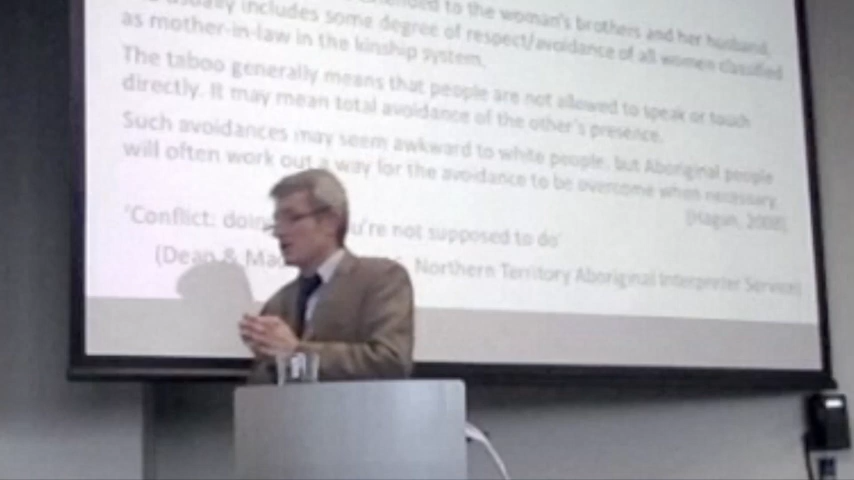 to the woman's brothers and her husband,
usually includes some degree of respect/avoidance of all women classified
as mother-in-law in the kinship system.
The taboo generally means that people are not allowed to speak or touch
directly. It may mean total avoidance of the other's presence.
Such avoidances may seem awkward to white people, but Aboriginal people
will often work out a way for the avoidance to be overcome when necessary.
(Hagan, 2008)
'Conflict: doin u're not supposed to do'
(Dean & Ma Northern Territory Aboriginal Interpreter Service)